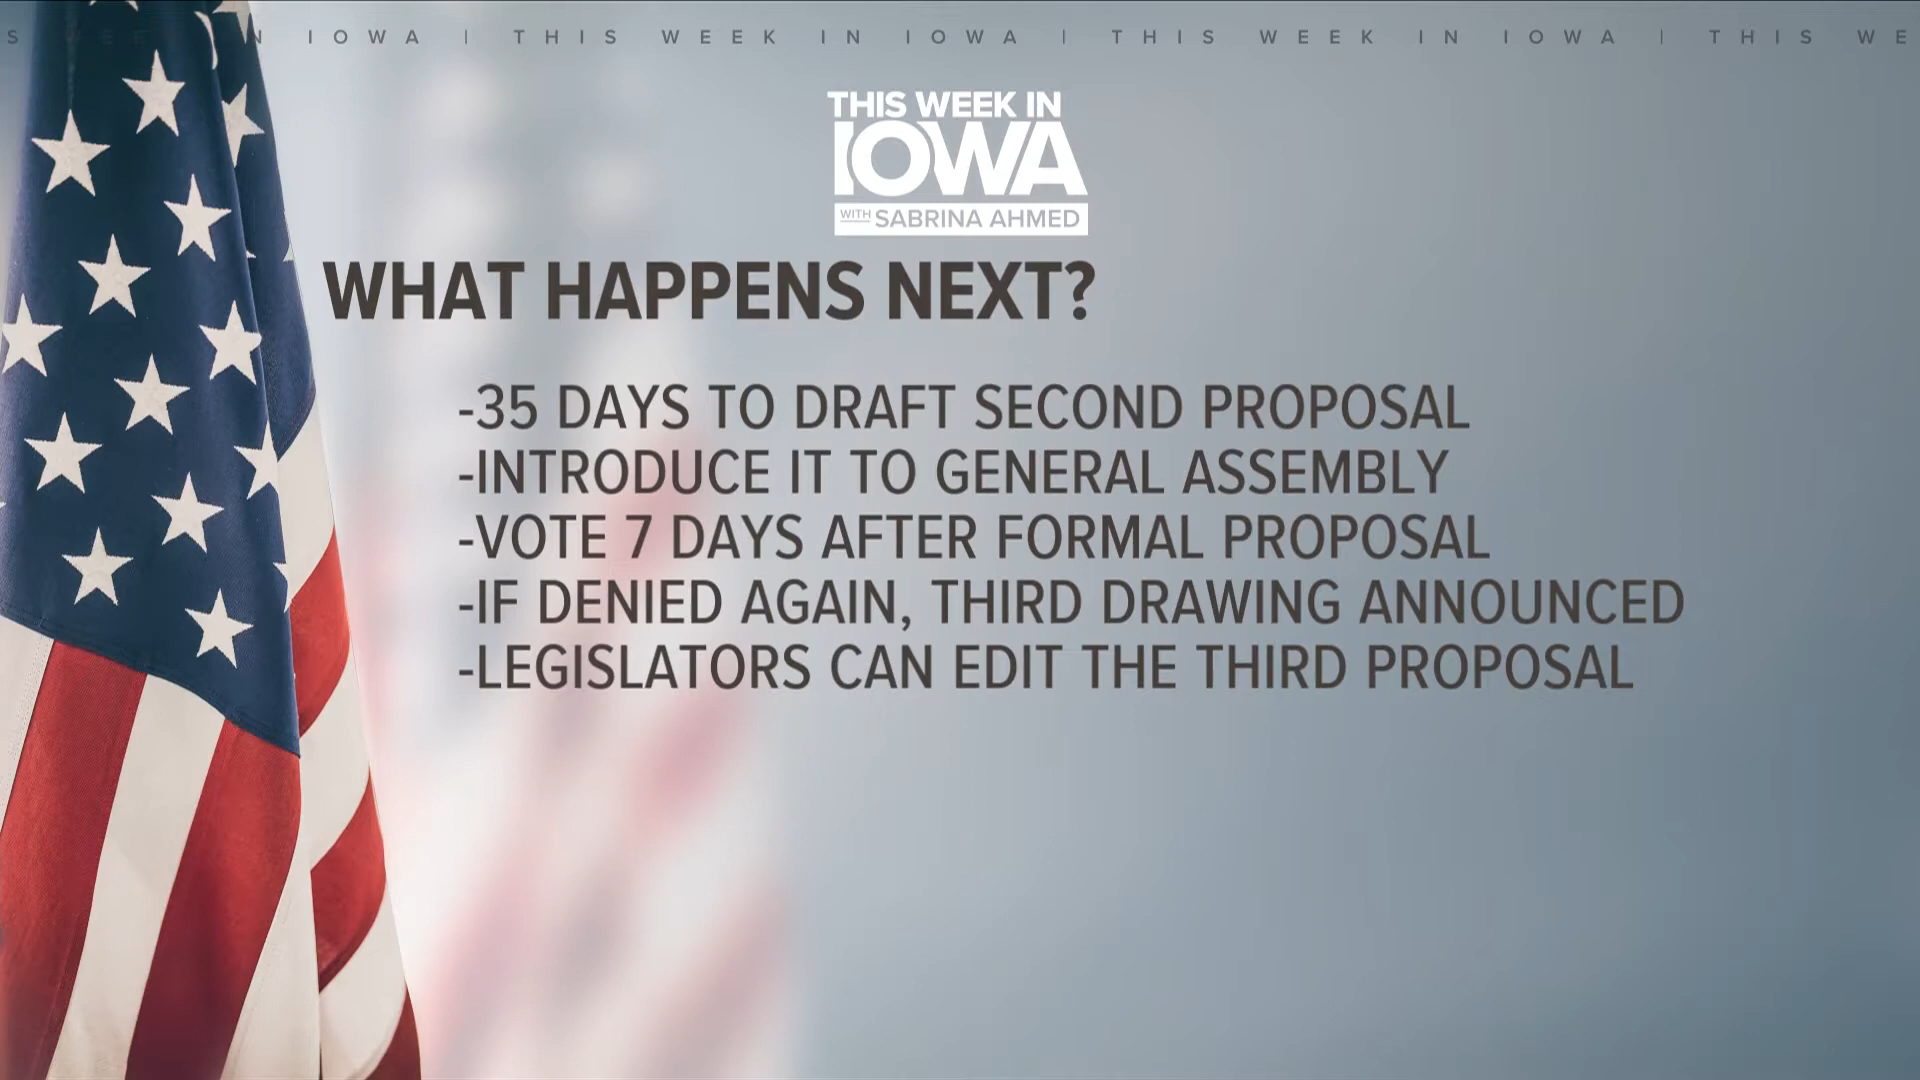 S WEEK IN IOWA | THIS WEEK IN IOWA | THIS WEEK IN IOWA | THIS WE
THIS WEEK IN
IOWA
WITH SABRINA AHMED
WHAT HAPPENS NEXT?
-35 DAYS TO DRAFT SECOND PROPOSAL
-INTRODUCE IT TO GENERAL ASSEMBLY
-VOTE 7 DAYS AFTER FORMAL PROPOSAL
-IF DENIED AGAIN, THIRD DRAWING ANNOUNCED
-LEGISLATORS CAN EDIT THE THIRD PROPOSAL